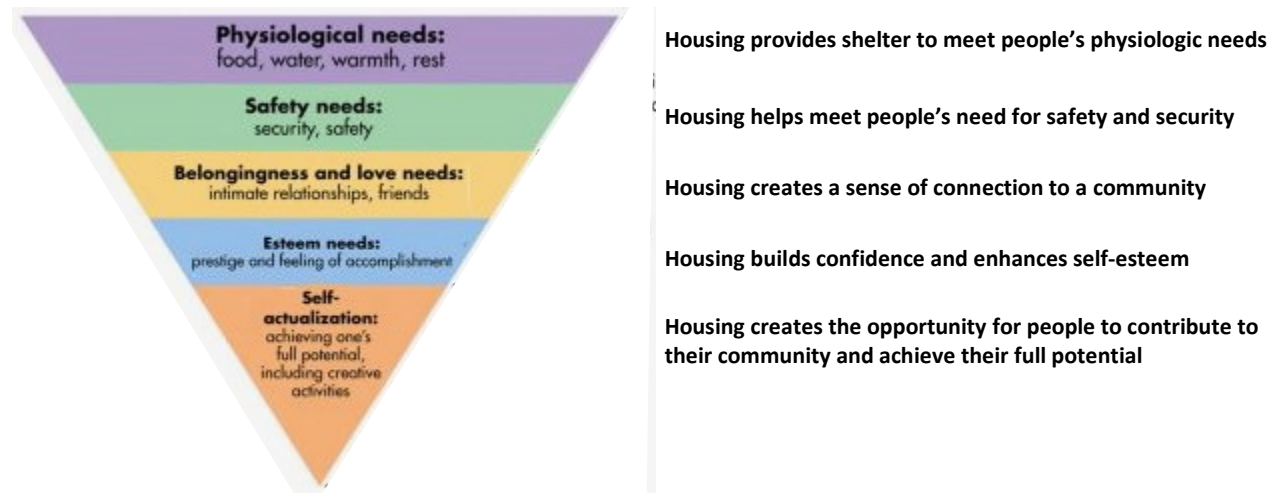 Physiological needs:
food, water, warmth, rest
Safety needs:
security, safety
Belongingness and love needs:
intimate relationships, friends
Esteem needs:
prestige and feeling of accomplishment
Self-
actualization:
achieving one's
full potential,
including creative
activities
Housing provides shelter to meet people's physiologic needs
Housing helps meet people's need for safety and security
Housing creates a sense of connection to a community
Housing builds confidence and enhances self-esteem
Housing creates the opportunity for people to contribute to
their community and achieve their full potential